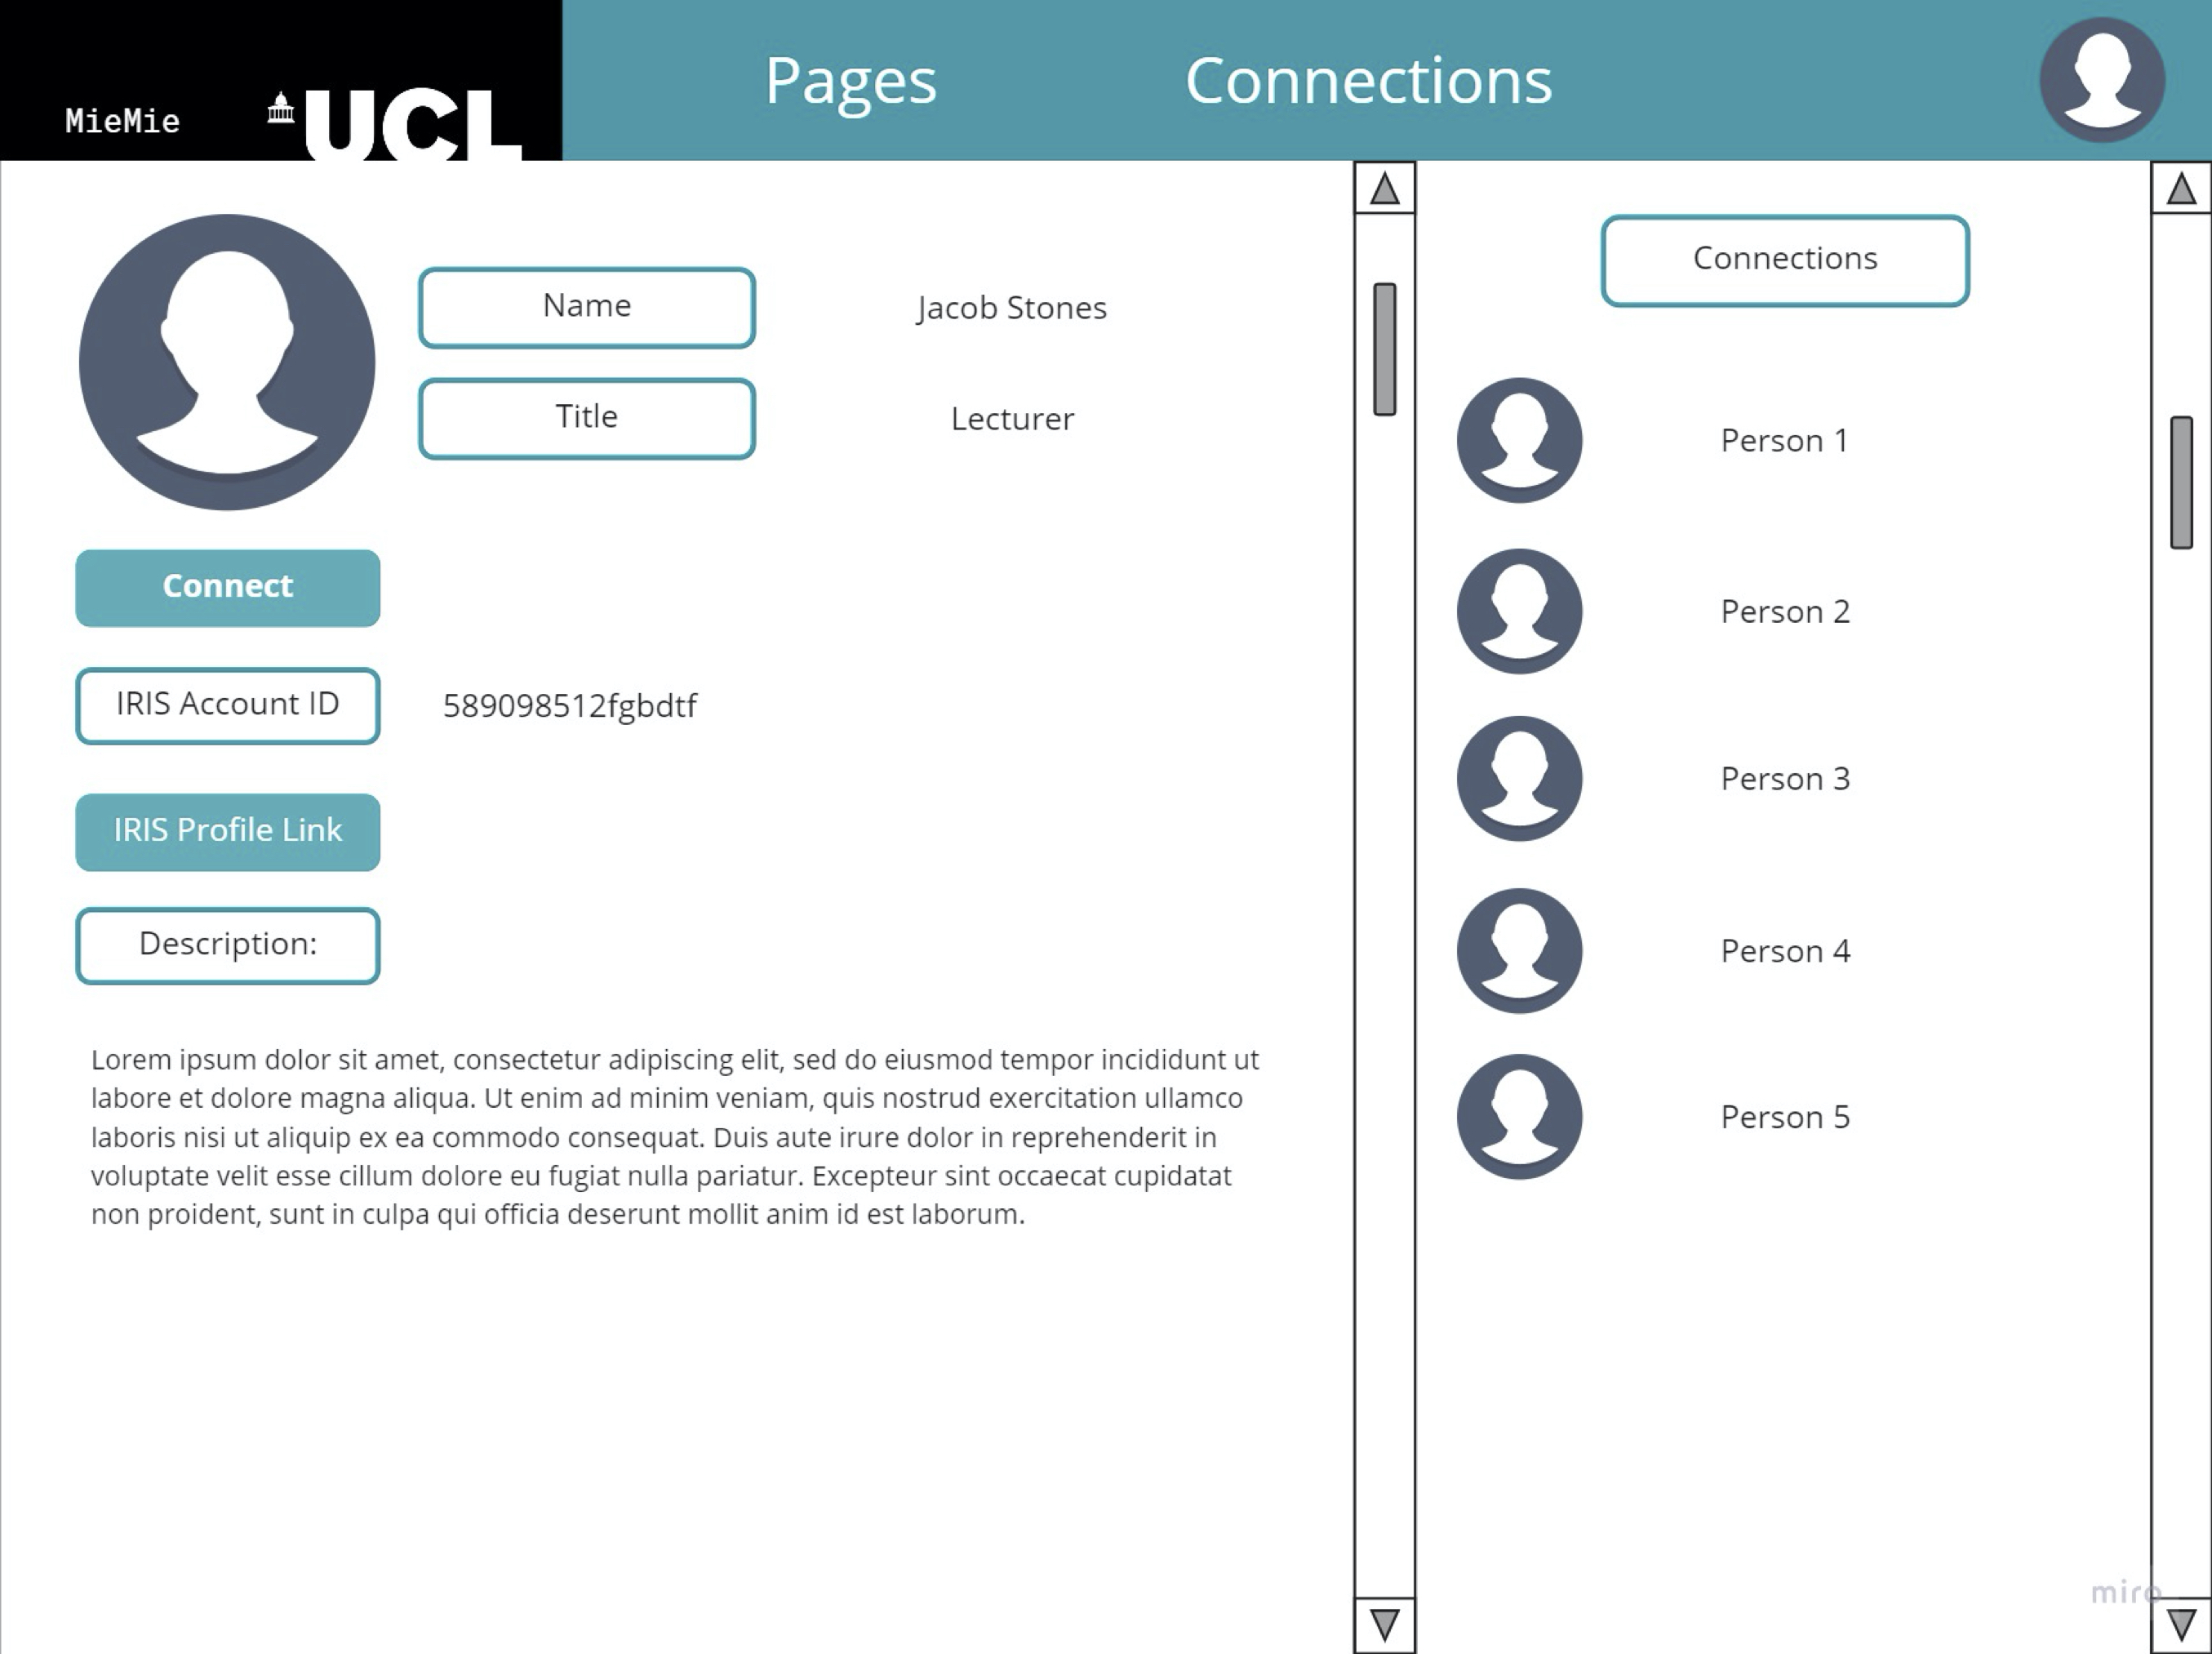 MieMie
UCL
Pages
Connections
Name
Jacob Stones
Title
Lecturer
Connect
IRIS Account ID
589098512fgbdtf
IRIS Profile Link
Description:
Lorem ipsum dolor sit amet, consectetur adipiscing elit, sed do eiusmod tempor incididunt ut
labore et dolore magna aliqua. Ut enim ad minim veniam, quis nostrud exercitation ullamco
laboris nisi ut aliquip ex ea commodo consequat. Duis aute irure dolor in reprehenderit in
voluptate velit esse cillum dolore eu fugiat nulla pariatur. Excepteur sint occaecat cupidatat
non proident, sunt in culpa qui officia deserunt mollit anim id est laborum.
Connections
Person 1
Person 2
Person 3
Person 4
Person 5
miro